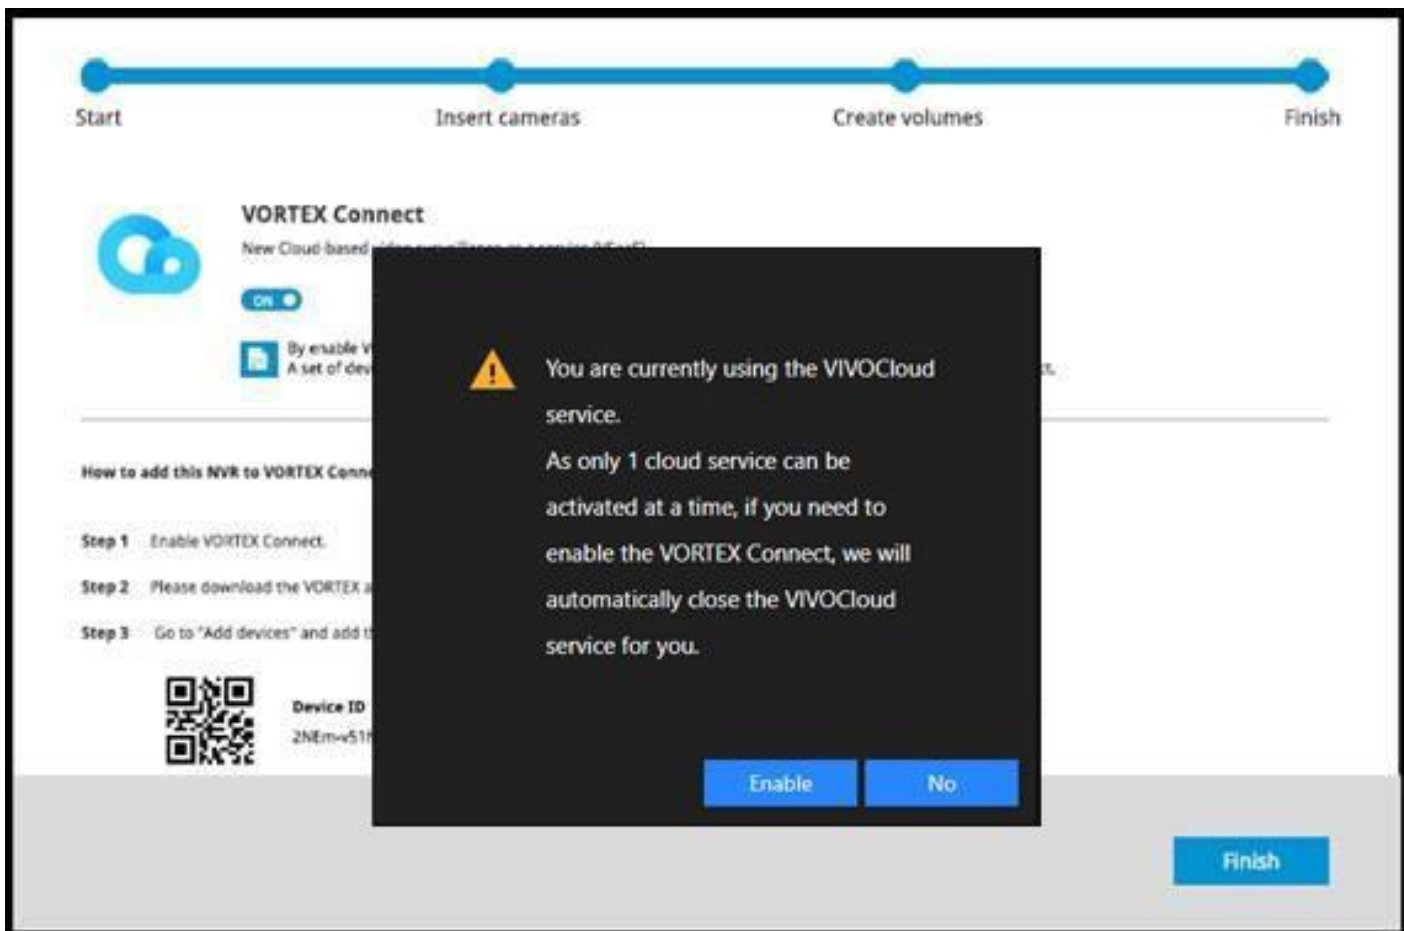 Start
Insert cameras
Create volumes
Finish
VORTEX Connect
New Cloud-based
ON
By enable V
A set of dev
You are currently using the VIVOCloud
service.
As only 1 cloud service can be
activated at a time, if you need to
enable the VORTEX Connect, we will
automatically close the VIVOCloud
service for you.
Enable
No
How to add this NVR to VORTEX Conne
Step 1 Enable VORTEX Connect.
Step 2 Please download the VORTEX a
Step 3 Go to "Add devices" and add t
Device ID
Finish